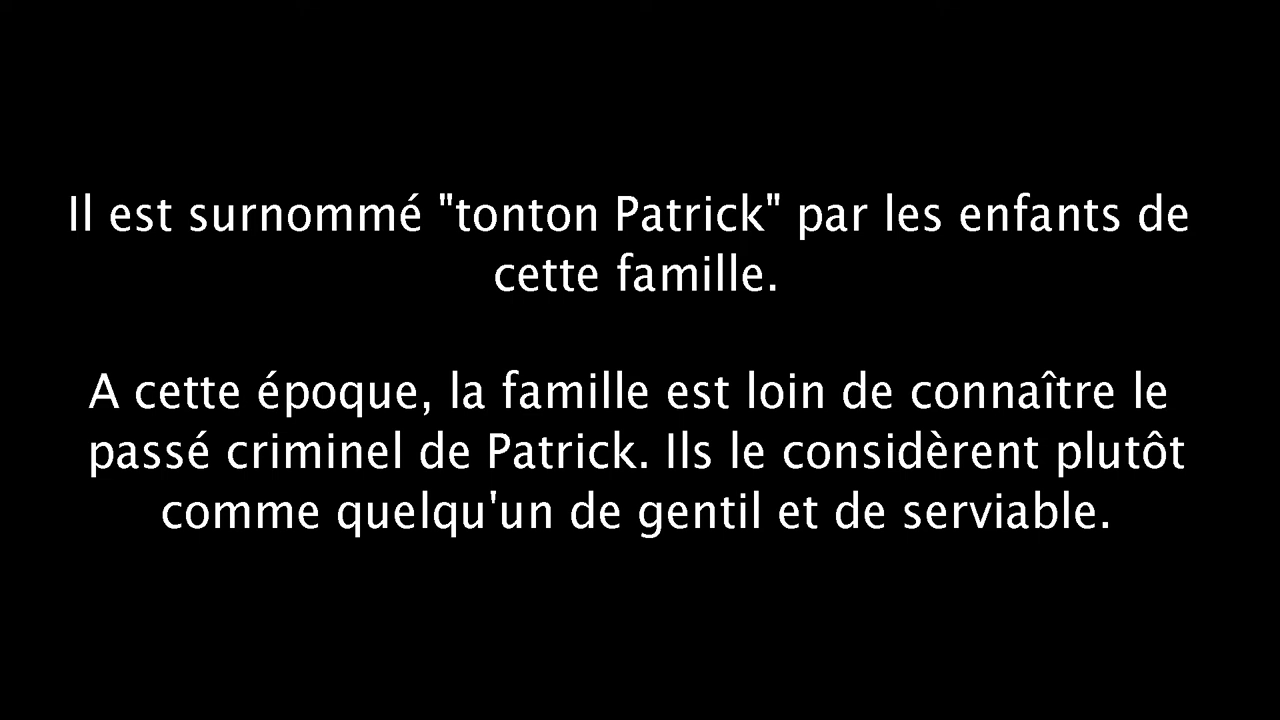 Il est surnommé "tonton Patrick" par les enfants de
cette famille.
A cette époque, la famille est loin de connaître le
passé criminel de Patrick. Ils le considèrent plutôt
comme quelqu'un de gentil et de serviable.